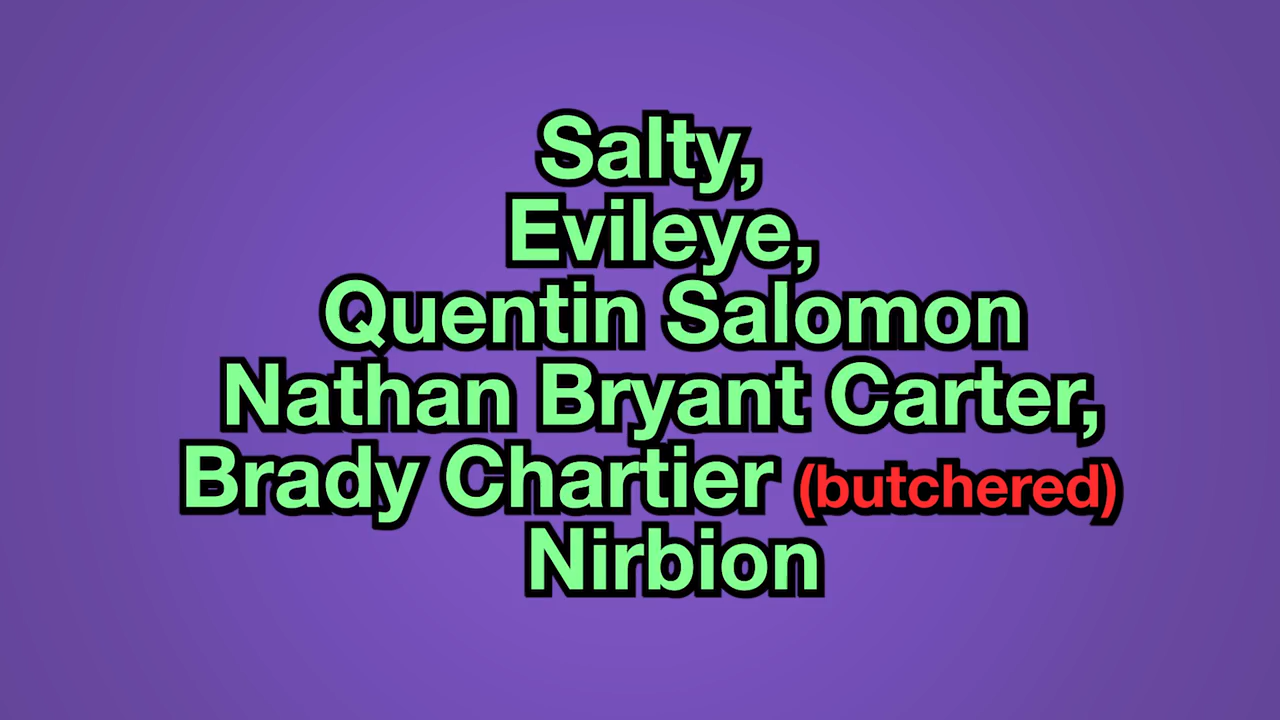 Salty,
Evileye,
Quentin Salomon
Nathan Bryant Carter,
Brady Chartier (butchered)
Nirbion